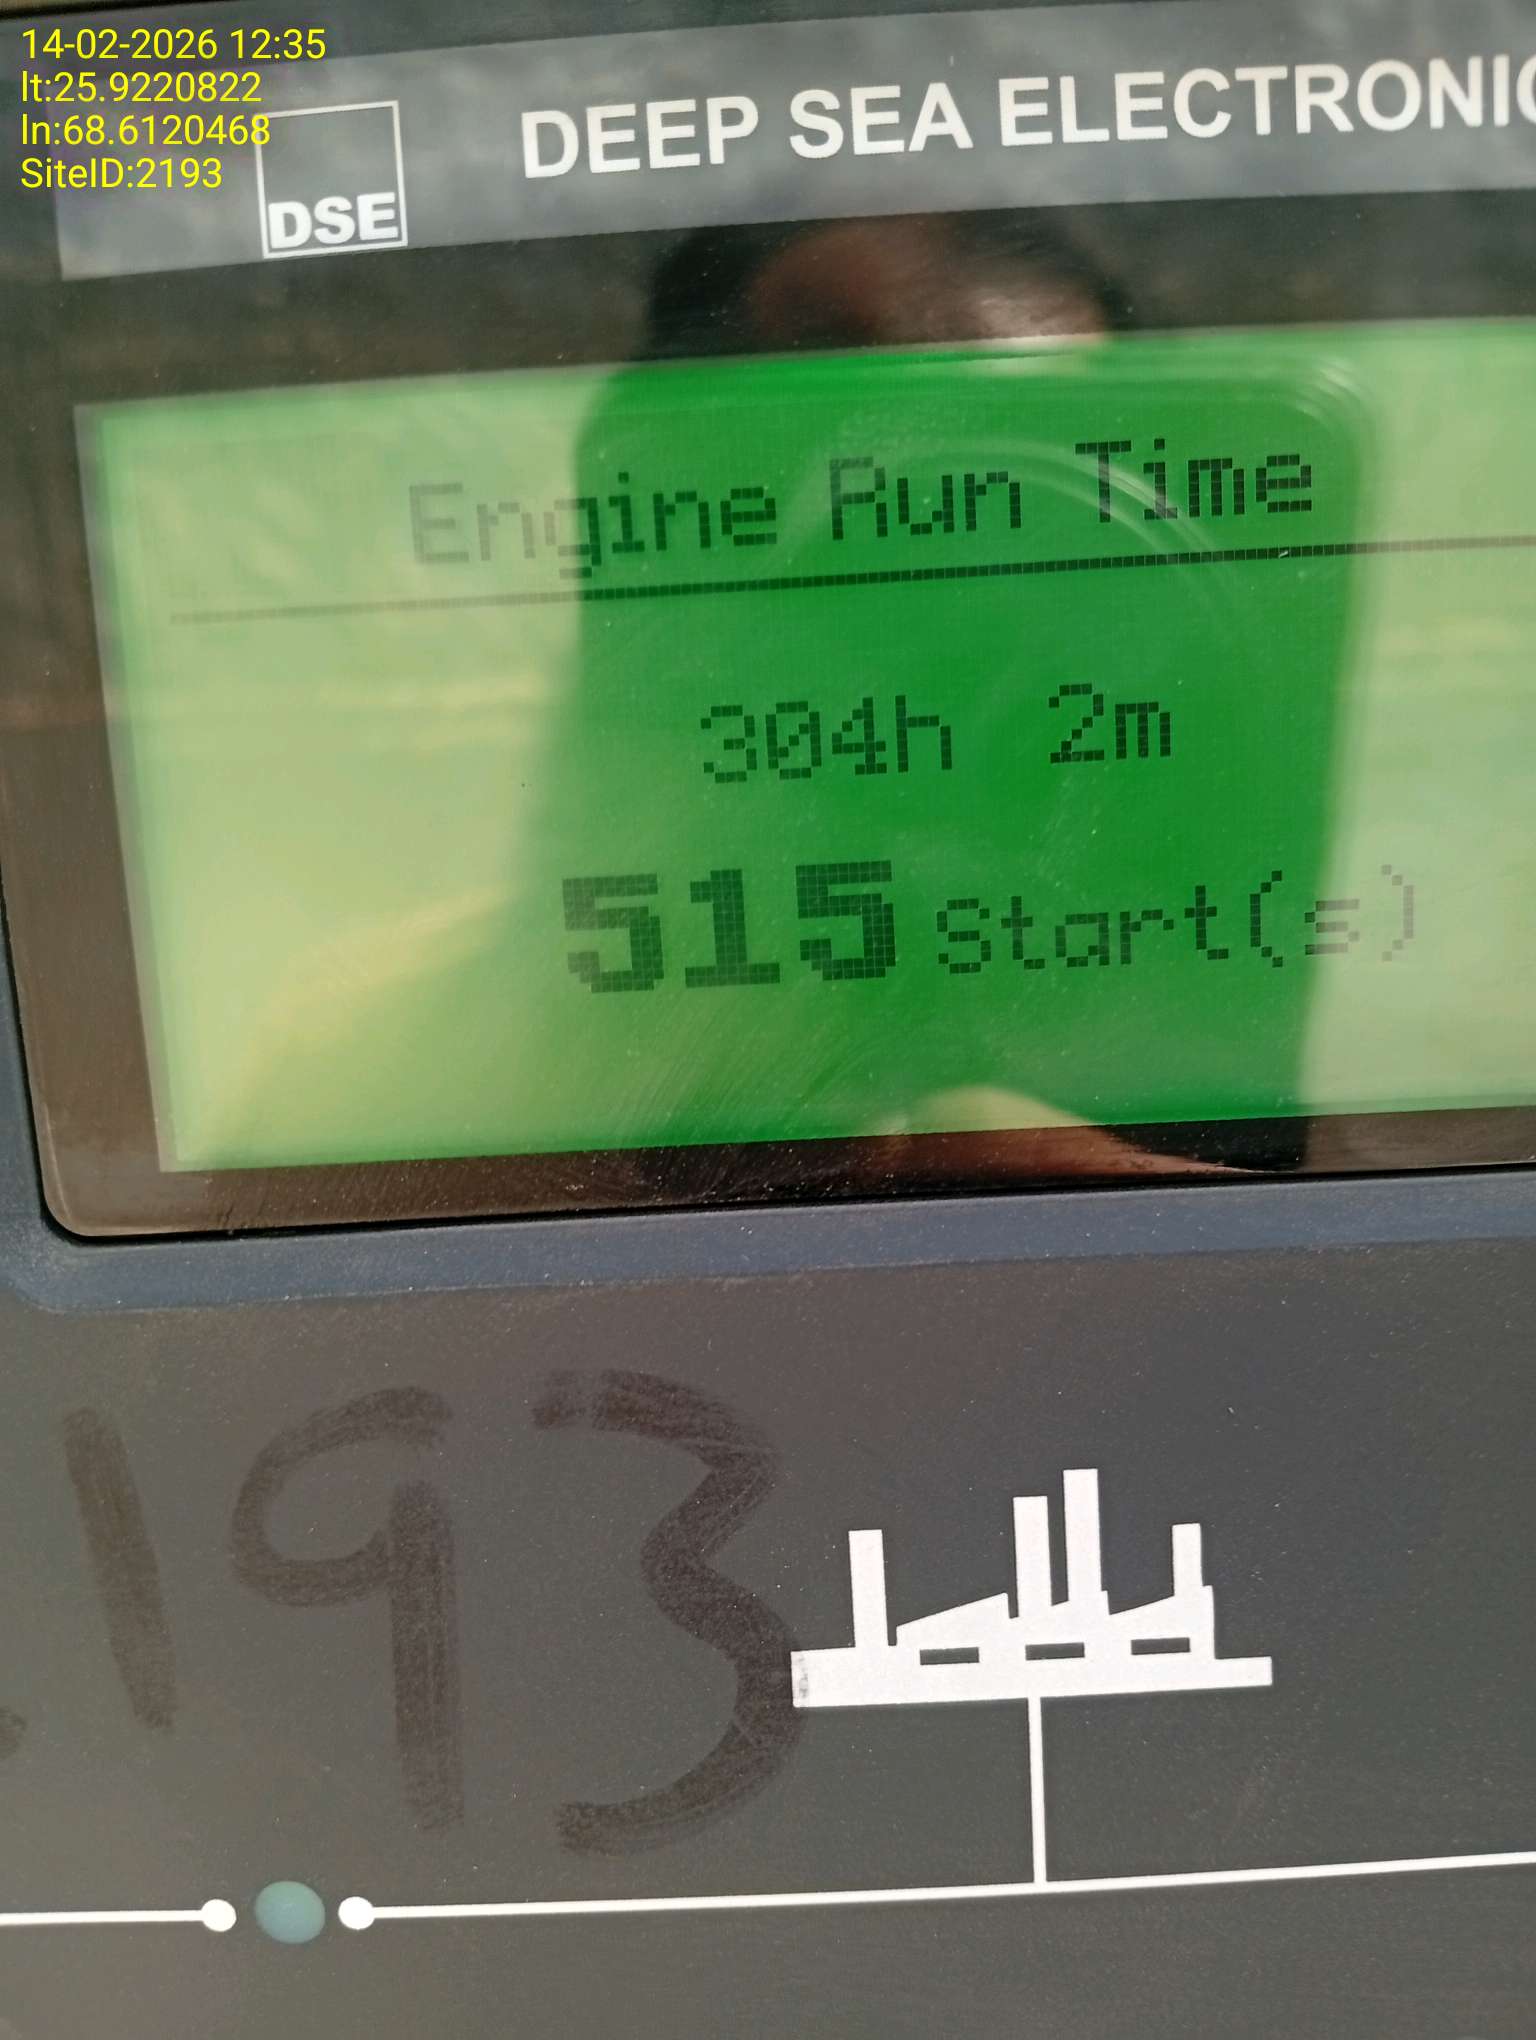 14-02-2026 12:35
lt:25.9220822
ln:68.6120468
SiteID:2193
DSE
DEEP SEA ELECTRONIC
Engine Run Time
304h 2m
515 Start(s)
193